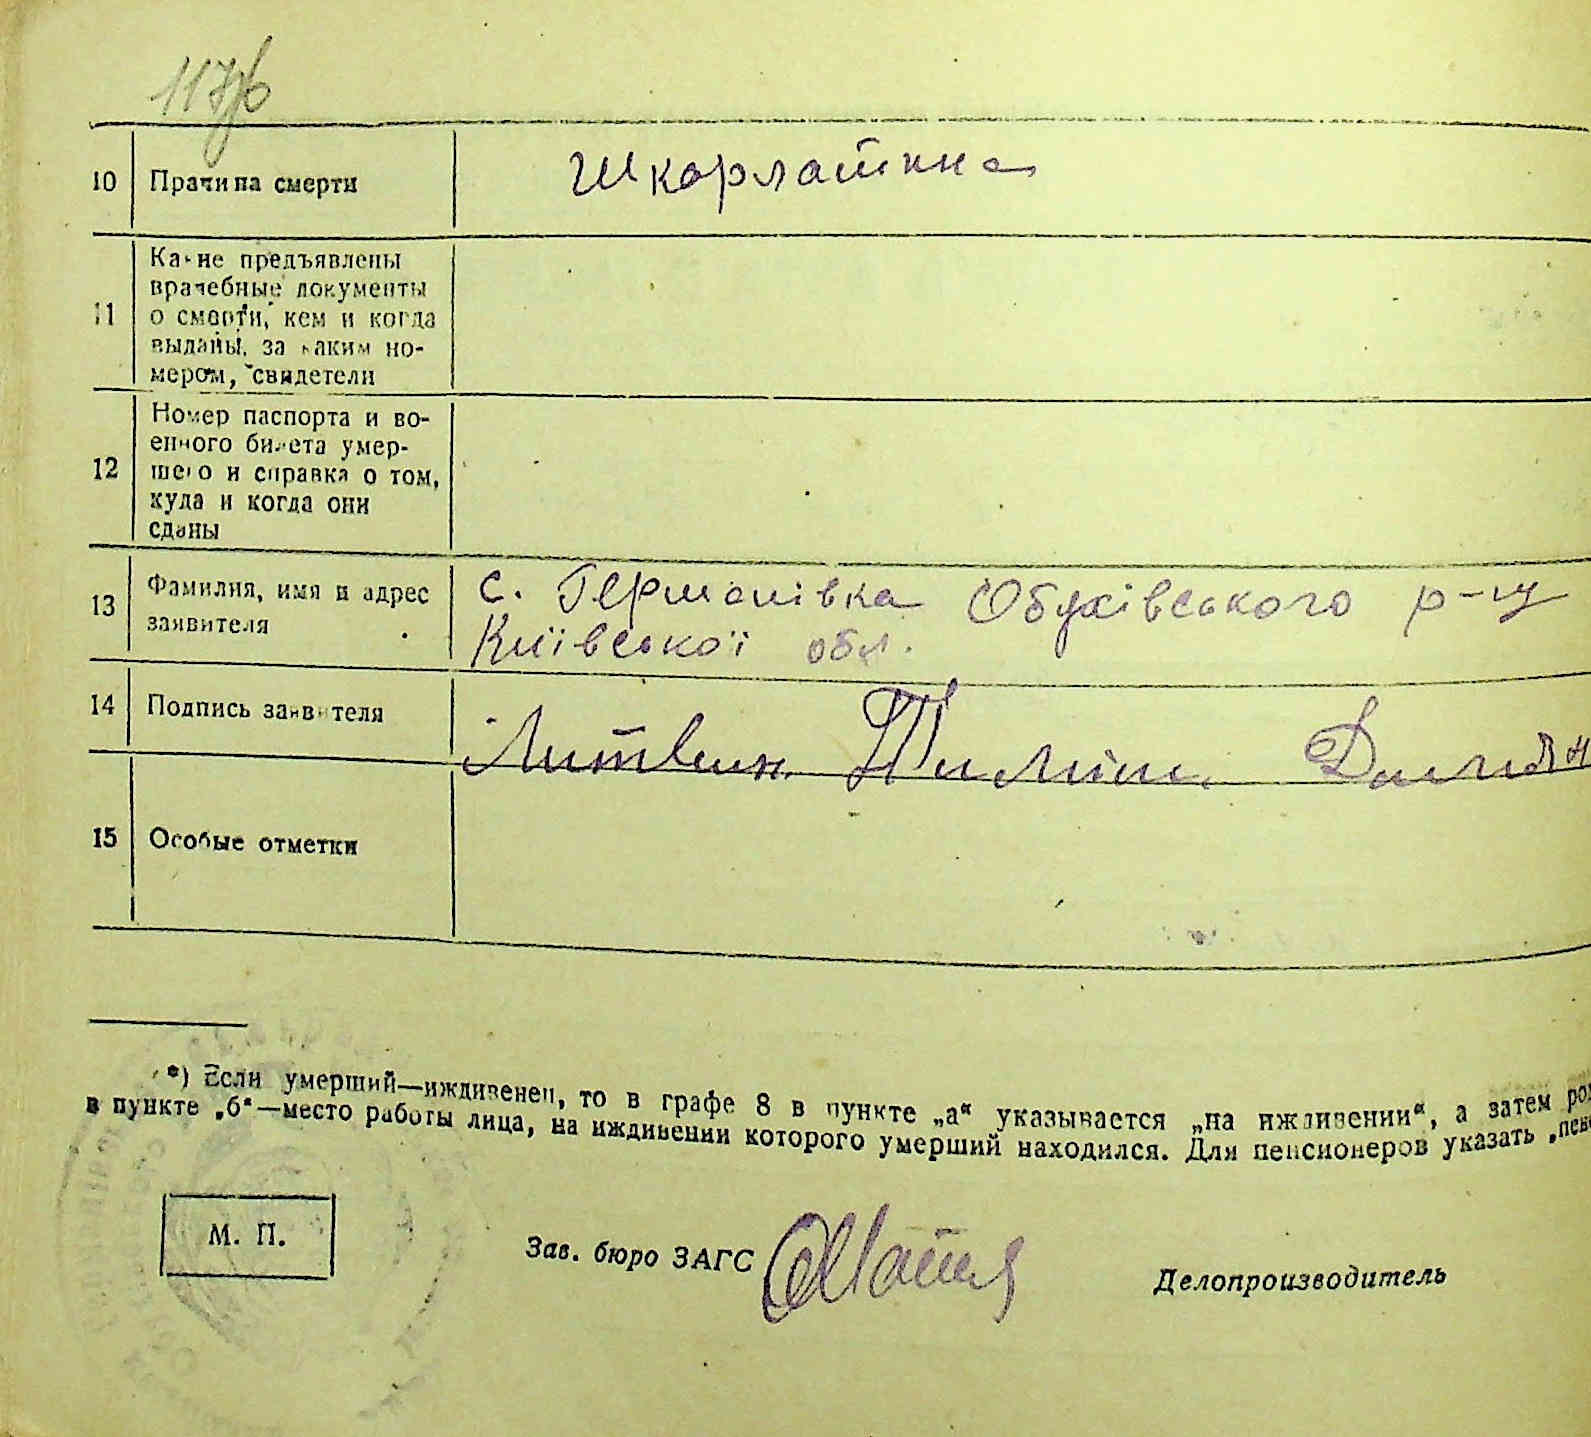 10 Причина смерти Шкарлатина
11 Какие предъявлены
врачебные документы
о смерти, кем и когда
выданы, за каким но-
мером, свидетели
12 Номер паспорта и во-
енного билета умер-
шего и справка о том,
куда и когда они
сданы
13 Фамилия, имя и адрес
заявителя
с. Германівка Обухівського р-ну
Київської обл.
14 Подпись заявителя
Литвин
15 Особые отметки
*) Если умерший—иждивенец, то в графе 8 в пункте „а“ указывается „на иждивении“, а затем
в пункте „б“—место работы лица, на иждивении которого умерший находился. Для пенсионеров указать
М. П.
Зав. бюро ЗАГС
Делопроизводитель